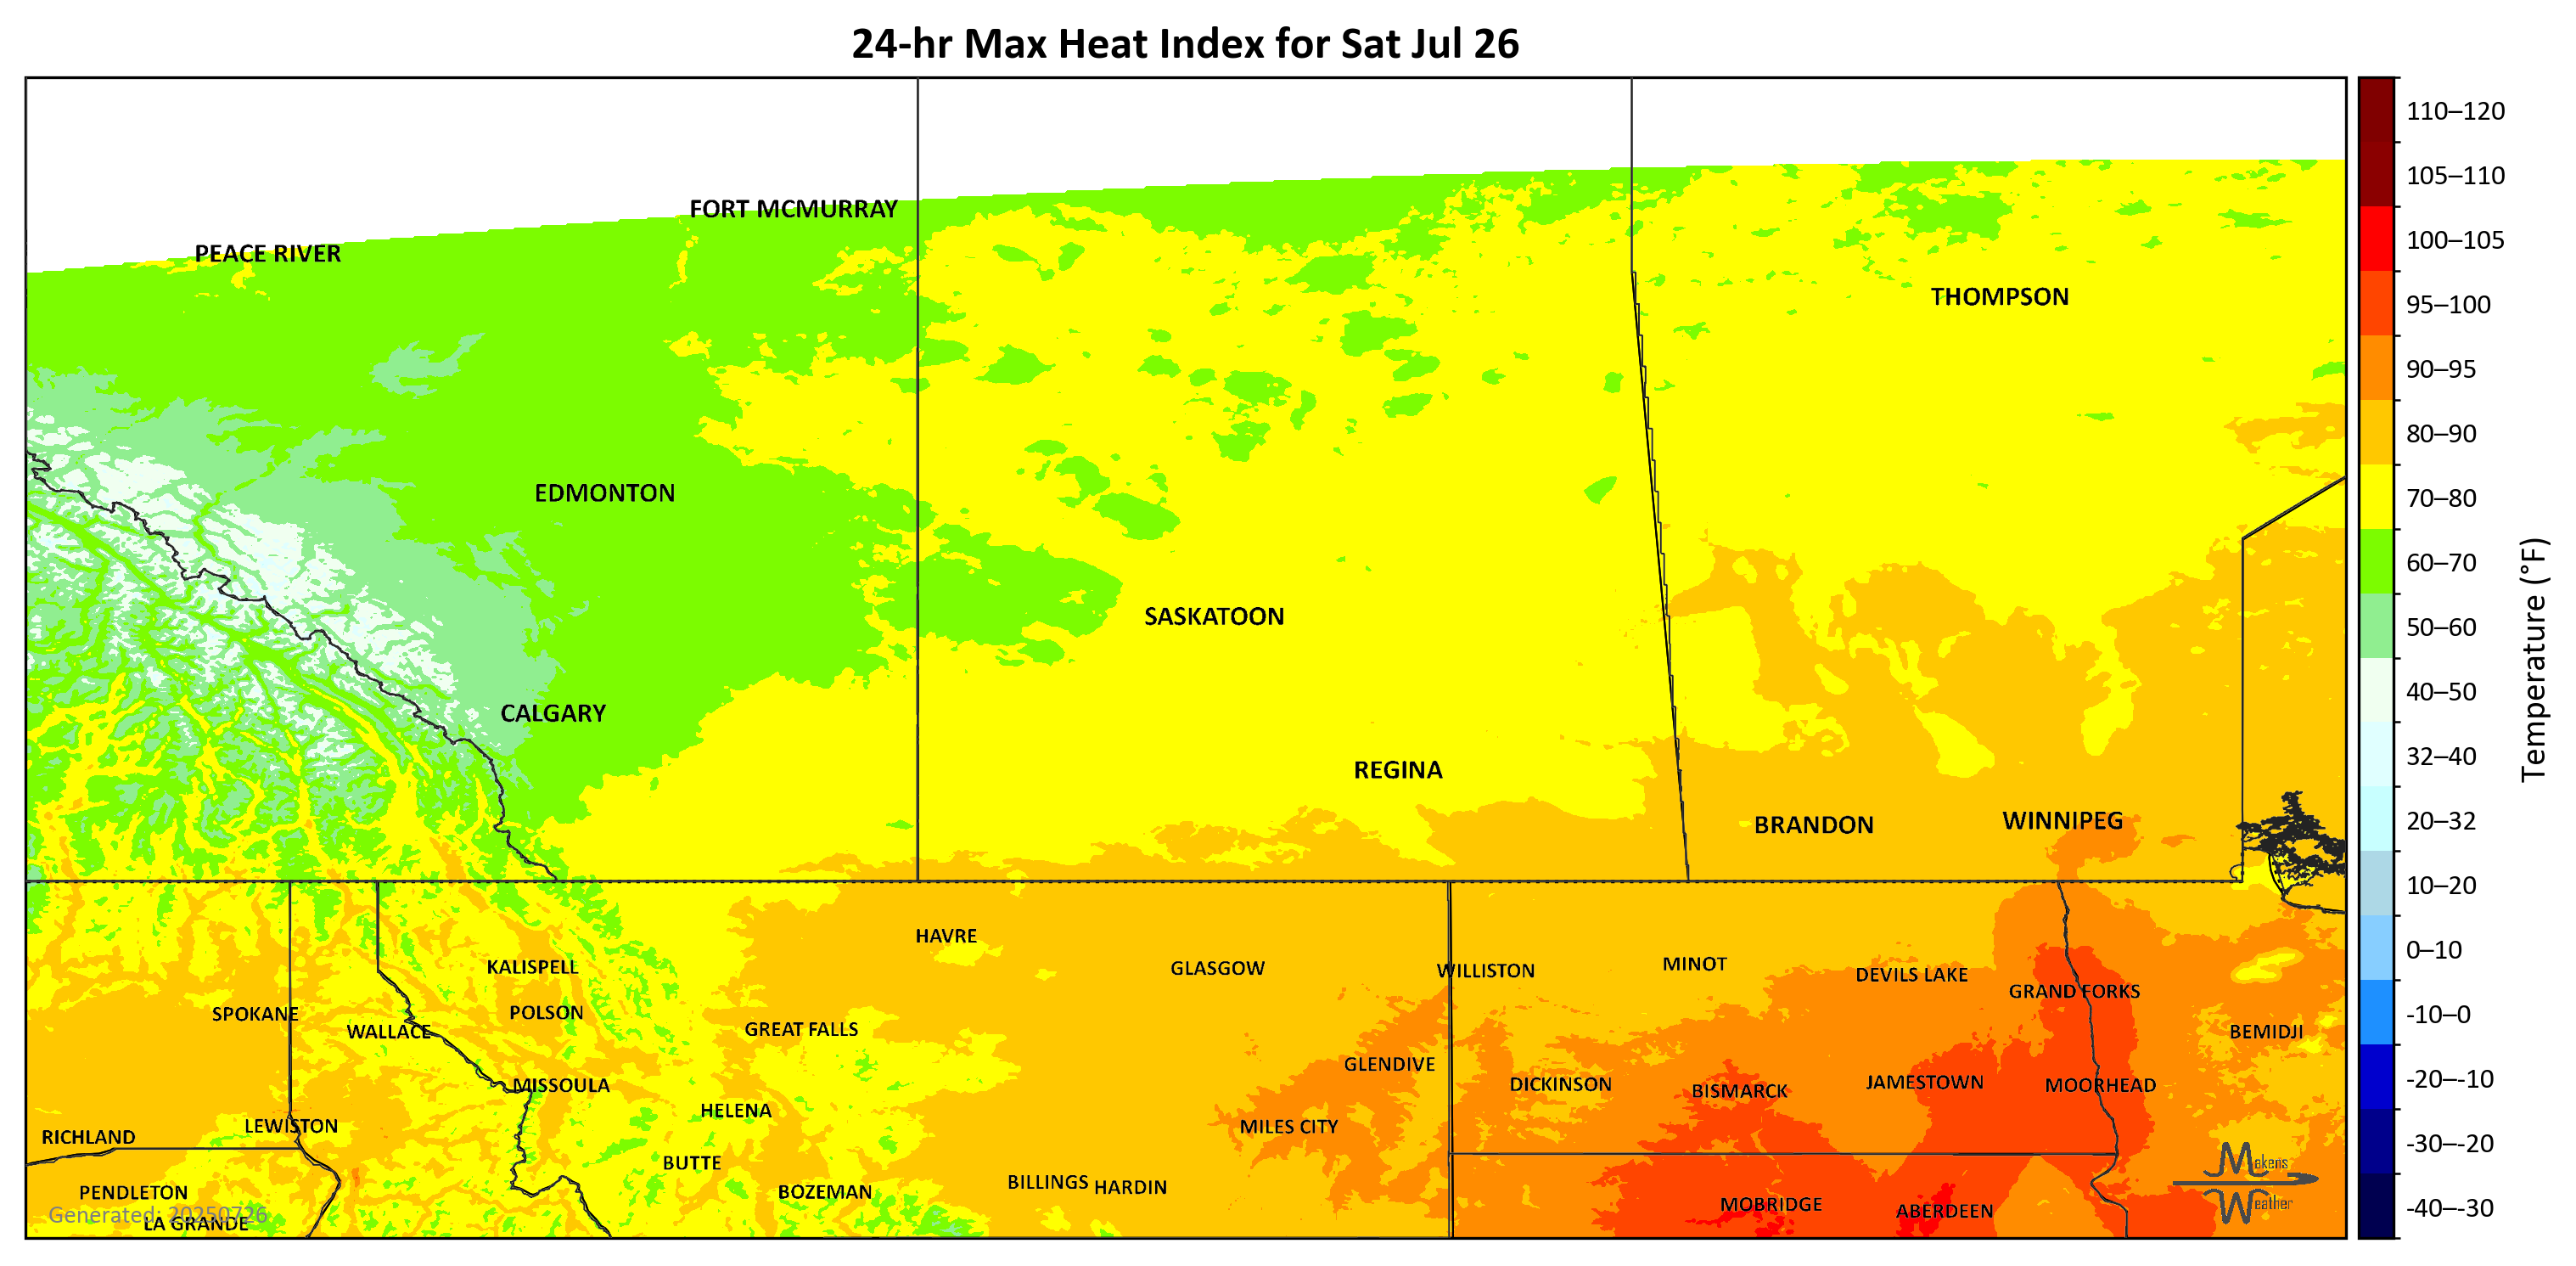 24-hr Max Heat Index for Sat Jul 26
110–120
105–110
FORT MCMURRAY
100–105
PEACE RIVER
THOMPSON
95–100
90–95
80–90
EDMONTON
70–80
60–70
SASKATOON
50–60
Temperature (°F)
40–50
CALGARY
32–40
REGINA
BRANDON
WINNIPEG
20–32
10–20
HAVRE
0–10
KALISPELL
GLASGOW
WILLISTON
MINOT
DEVILS LAKE
GRAND FORKS
SPOKANE
POLSON
-10–0
WALLACE
GREAT FALLS
BEMIDJI
GLENDIVE
-20–-10
MISSOULA
DICKINSON
BISMARCK
JAMESTOWN
MOORHEAD
HELENA
LEWISTON
MILES CITY
RICHLAND
-30–-20
BUTTE
Makens
Weather
PENDLETON
BOZEMAN
BILLINGS
HARDIN
MOBRIDGE
ABERDEEN
-40–-30
Generated: 20250726
LA GRANDE